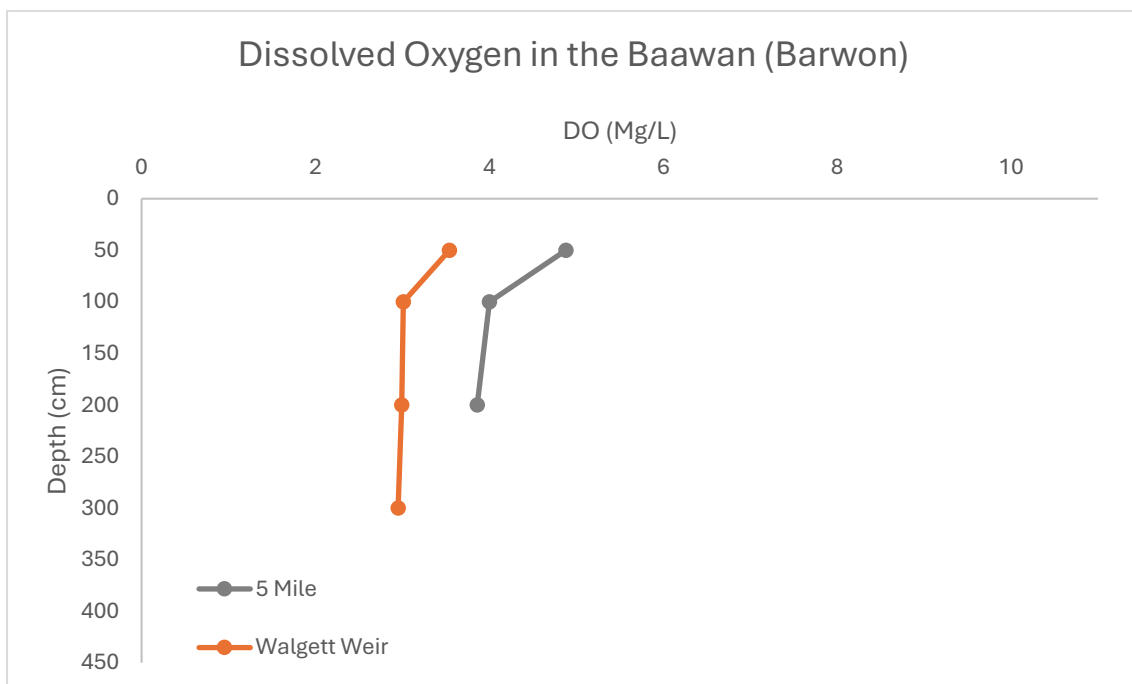 Dissolved Oxygen in the Baawan (Barwon)
DO (Mg/L)
0 2 4 6 8 10
0
50
100
150
200
250
300
350
400
450
Depth (cm)
5 Mile
Walgett Weir